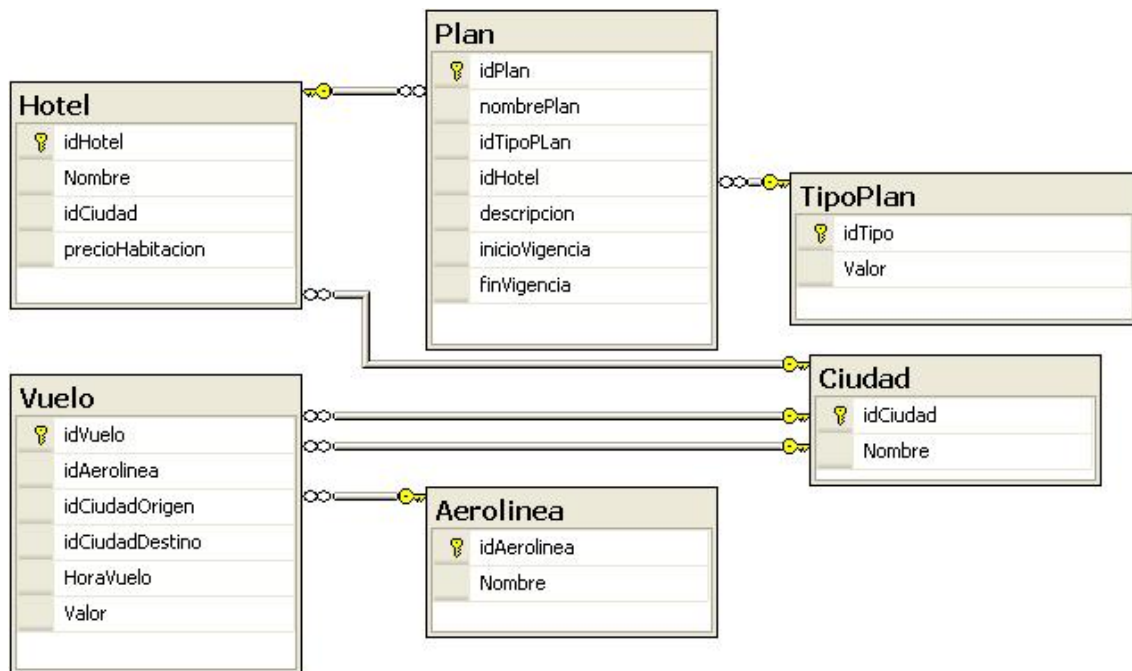 Plan
idPlan
nombrePlan
idTipoPLan
idHotel
descripcion
inicioVigencia
finVigencia
Hotel
idHotel
Nombre
idCiudad
precioHabitacion
TipoPlan
idTipo
Valor
Ciudad
idCiudad
Nombre
Vuelo
idVuelo
idAerolinea
idCiudadOrigen
idCiudadDestino
HoraVuelo
Valor
Aerolinea
idAerolinea
Nombre